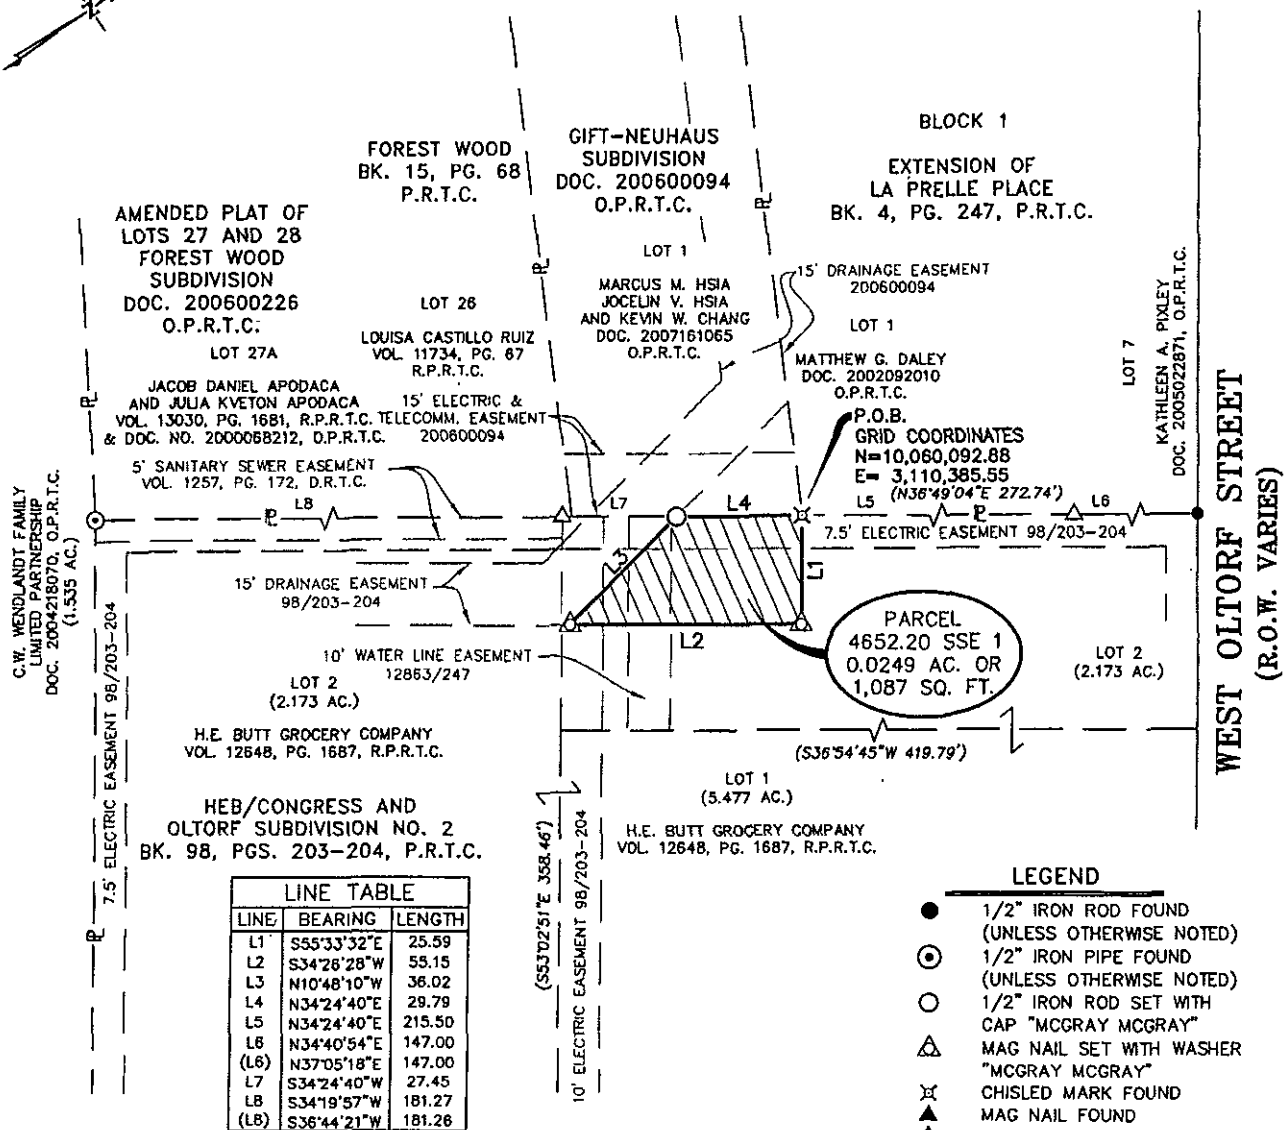 BLOCK 1
EXTENSION OF
LA PRELLE PLACE
BK. 4, PG. 247, P.R.T.C.
GIFT-NEUHAUS
SUBDIVISION
DOC. 200600094
O.P.R.T.C.
FOREST WOOD
BK. 15, PG. 68
P.R.T.C.
AMENDED PLAT OF
LOTS 27 AND 28
FOREST WOOD
SUBDIVISION
DOC. 200600226
O.P.R.T.C.
LOT 27A
JACOB DANIEL APODACA
AND JULIA KVETON APODACA
VOL. 13030, PG. 1681, R.P.R.T.C.
& DOC. NO. 2000068212, O.P.R.T.C.
LOT 26
LOUISA CASTILLO RUIZ
VOL. 11734, PG. 67
R.P.R.T.C.
15' ELECTRIC &
TELECOMM. EASEMENT
200600094
LOT 1
MARCUS M. HSIA
JOCELIN V. HSIA
AND KEVIN W. CHANG
DOC. 2007161065
O.P.R.T.C.
15' DRAINAGE EASEMENT
200600094
LOT 1
MATTHEW G. DALEY
DOC. 2002092010
O.P.R.T.C.
P.O.B.
GRID COORDINATES
N=10,060,092.88
E= 3,110,385.55
(N36°49'04"E 272.74')
LOT 7
KATHLEEN A. PIXLEY
DOC. 2005022871, O.P.R.T.C.
WEST OLTORF STREET
(R.O.W. VARIES)
5' SANITARY SEWER EASEMENT
VOL. 1257, PG. 172, D.R.T.C.
C.W. WENDLANDT FAMILY
LIMITED PARTNERSHIP
DOC. 2004218070, O.P.R.T.C.
(1.535 AC.)
L8
L7
L4
L5
L6
L3
L1
L2
7.5' ELECTRIC EASEMENT 98/203-204
15' DRAINAGE EASEMENT
98/203-204
10' WATER LINE EASEMENT
12863/247
PARCEL
4652.20 SSE 1
0.0249 AC. OR
1,087 SQ. FT.
LOT 2
(2.173 AC.)
LOT 2
(2.173 AC.)
H.E. BUTT GROCERY COMPANY
VOL. 12648, PG. 1687, R.P.R.T.C.
7.5' ELECTRIC EASEMENT 98/203-204
(S36°54'45"W 419.79')
LOT 1
(5.477 AC.)
H.E. BUTT GROCERY COMPANY
VOL. 12648, PG. 1687, R.P.R.T.C.
HEB/CONGRESS AND
OLTORF SUBDIVISION NO. 2
BK. 98, PGS. 203-204, P.R.T.C.
(S53°02'51"E 358.46')
10' ELECTRIC EASEMENT 98/203-204
LINE TABLE
LINE BEARING LENGTH
L1 S55°33'32"E 25.59
L2 S34°26'28"W 55.15
L3 N10°48'10"W 36.02
L4 N34°24'40"E 29.79
L5 N34°24'40"E 215.50
L6 N34°40'54"E 147.00
(L6) N37°05'18"E 147.00
L7 S34°24'40"W 27.45
L8 S34°19'57"W 181.27
(L8) S36°44'21"W 181.26
LEGEND
1/2" IRON ROD FOUND
(UNLESS OTHERWISE NOTED)
1/2" IRON PIPE FOUND
(UNLESS OTHERWISE NOTED)
1/2" IRON ROD SET WITH
CAP "MCGRAY MCGRAY"
MAG NAIL SET WITH WASHER
"MCGRAY MCGRAY"
CHISLED MARK FOUND
MAG NAIL FOUND